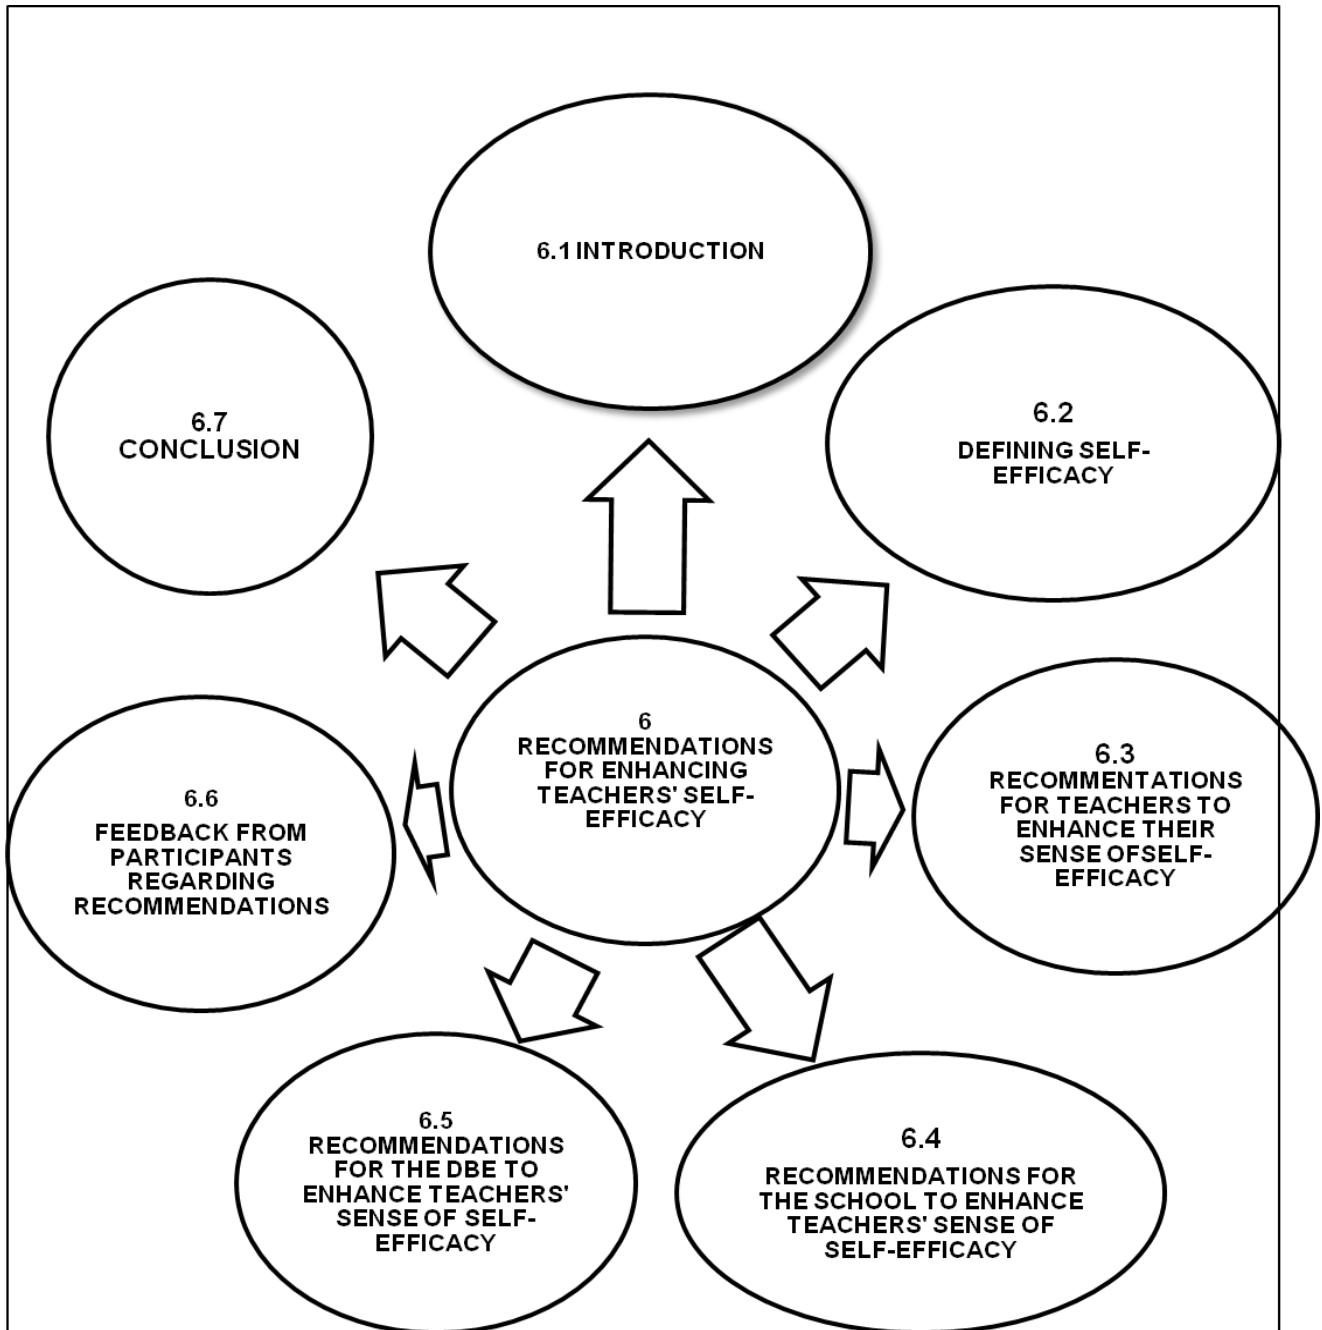 6.1 INTRODUCTION
6.2
DEFINING SELF-
EFFICACY
6.3
RECOMMENTATIONS
FOR TEACHERS TO
ENHANCE THEIR
SENSE OFSELF-
EFFICACY
6.4
RECOMMENDATIONS FOR
THE SCHOOL TO ENHANCE
TEACHERS' SENSE OF
SELF-EFFICACY
6.5
RECOMMENDATIONS
FOR THE DBE TO
ENHANCE TEACHERS'
SENSE OF SELF-
EFFICACY
6.6
FEEDBACK FROM
PARTICIPANTS
REGARDING
RECOMMENDATIONS
6.7
CONCLUSION
6
RECOMMENDATIONS
FOR ENHANCING
TEACHERS' SELF-
EFFICACY